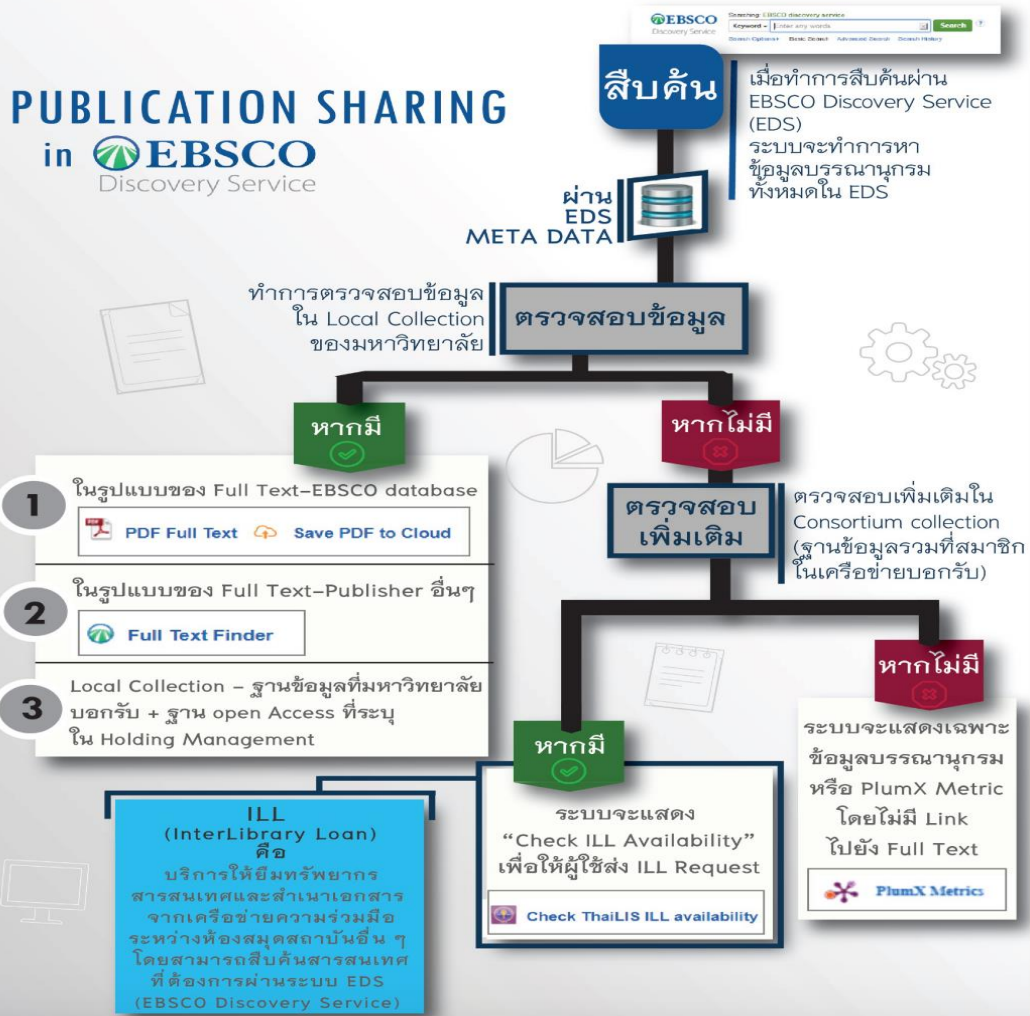 EBSCO
Discovery Service
Searching: EBSCO discovery service
Keyword
Enter any words
Search
?
Search Options
Basic Search
Advanced Search
Search History
PUBLICATION SHARING
in EBSCO
Discovery Service
สืบค้น
เมื่อทำการสืบค้นผ่าน
EBSCO Discovery Service
(EDS)
ระบบจะทำการหา
ข้อมูลบรรณานุกรม
ทั้งหมดใน EDS
ผ่าน
EDS
META DATA
ทำการตรวจสอบข้อมูล
ใน Local Collection
ของมหาวิทยาลัย
ตรวจสอบข้อมูล
หากมี
หากไม่มี
1
ในรูปแบบของ Full Text-EBSCO database
PDF
PDF Full Text
Save PDF to Cloud
2
ในรูปแบบของ Full Text-Publisher อื่นๆ
Full Text Finder
3
Local Collection - ฐานข้อมูลที่มหาวิทยาลัย
บอกรับ + ฐาน open Access ที่ระบุ
ใน Holding Management
ตรวจสอบ
เพิ่มเติม
ตรวจสอบเพิ่มเติมใน
Consortium collection
(ฐานข้อมูลรวมที่สมาชิก
ในเครือข่ายบอกรับ)
หากมี
ระบบจะแสดง
“Check ILL Availability”
เพื่อให้ผู้ใช้ส่ง ILL Request
Check ThaiLIS ILL availability
หากไม่มี
ระบบจะแสดงเฉพาะ
ข้อมูลบรรณานุกรม
หรือ PlumX Metric
โดยไม่มี Link
ไปยัง Full Text
PlumX Metrics
ILL
(InterLibrary Loan)
คือ
บริการให้ยืมทรัพยากร
สารสนเทศและสำเนาเอกสาร
จากเครือข่ายความร่วมมือ
ระหว่างห้องสมุดสถาบันอื่น ๆ
โดยสามารถสืบค้นสารสนเทศ
ที่ต้องการผ่านระบบ EDS
(EBSCO Discovery Service)